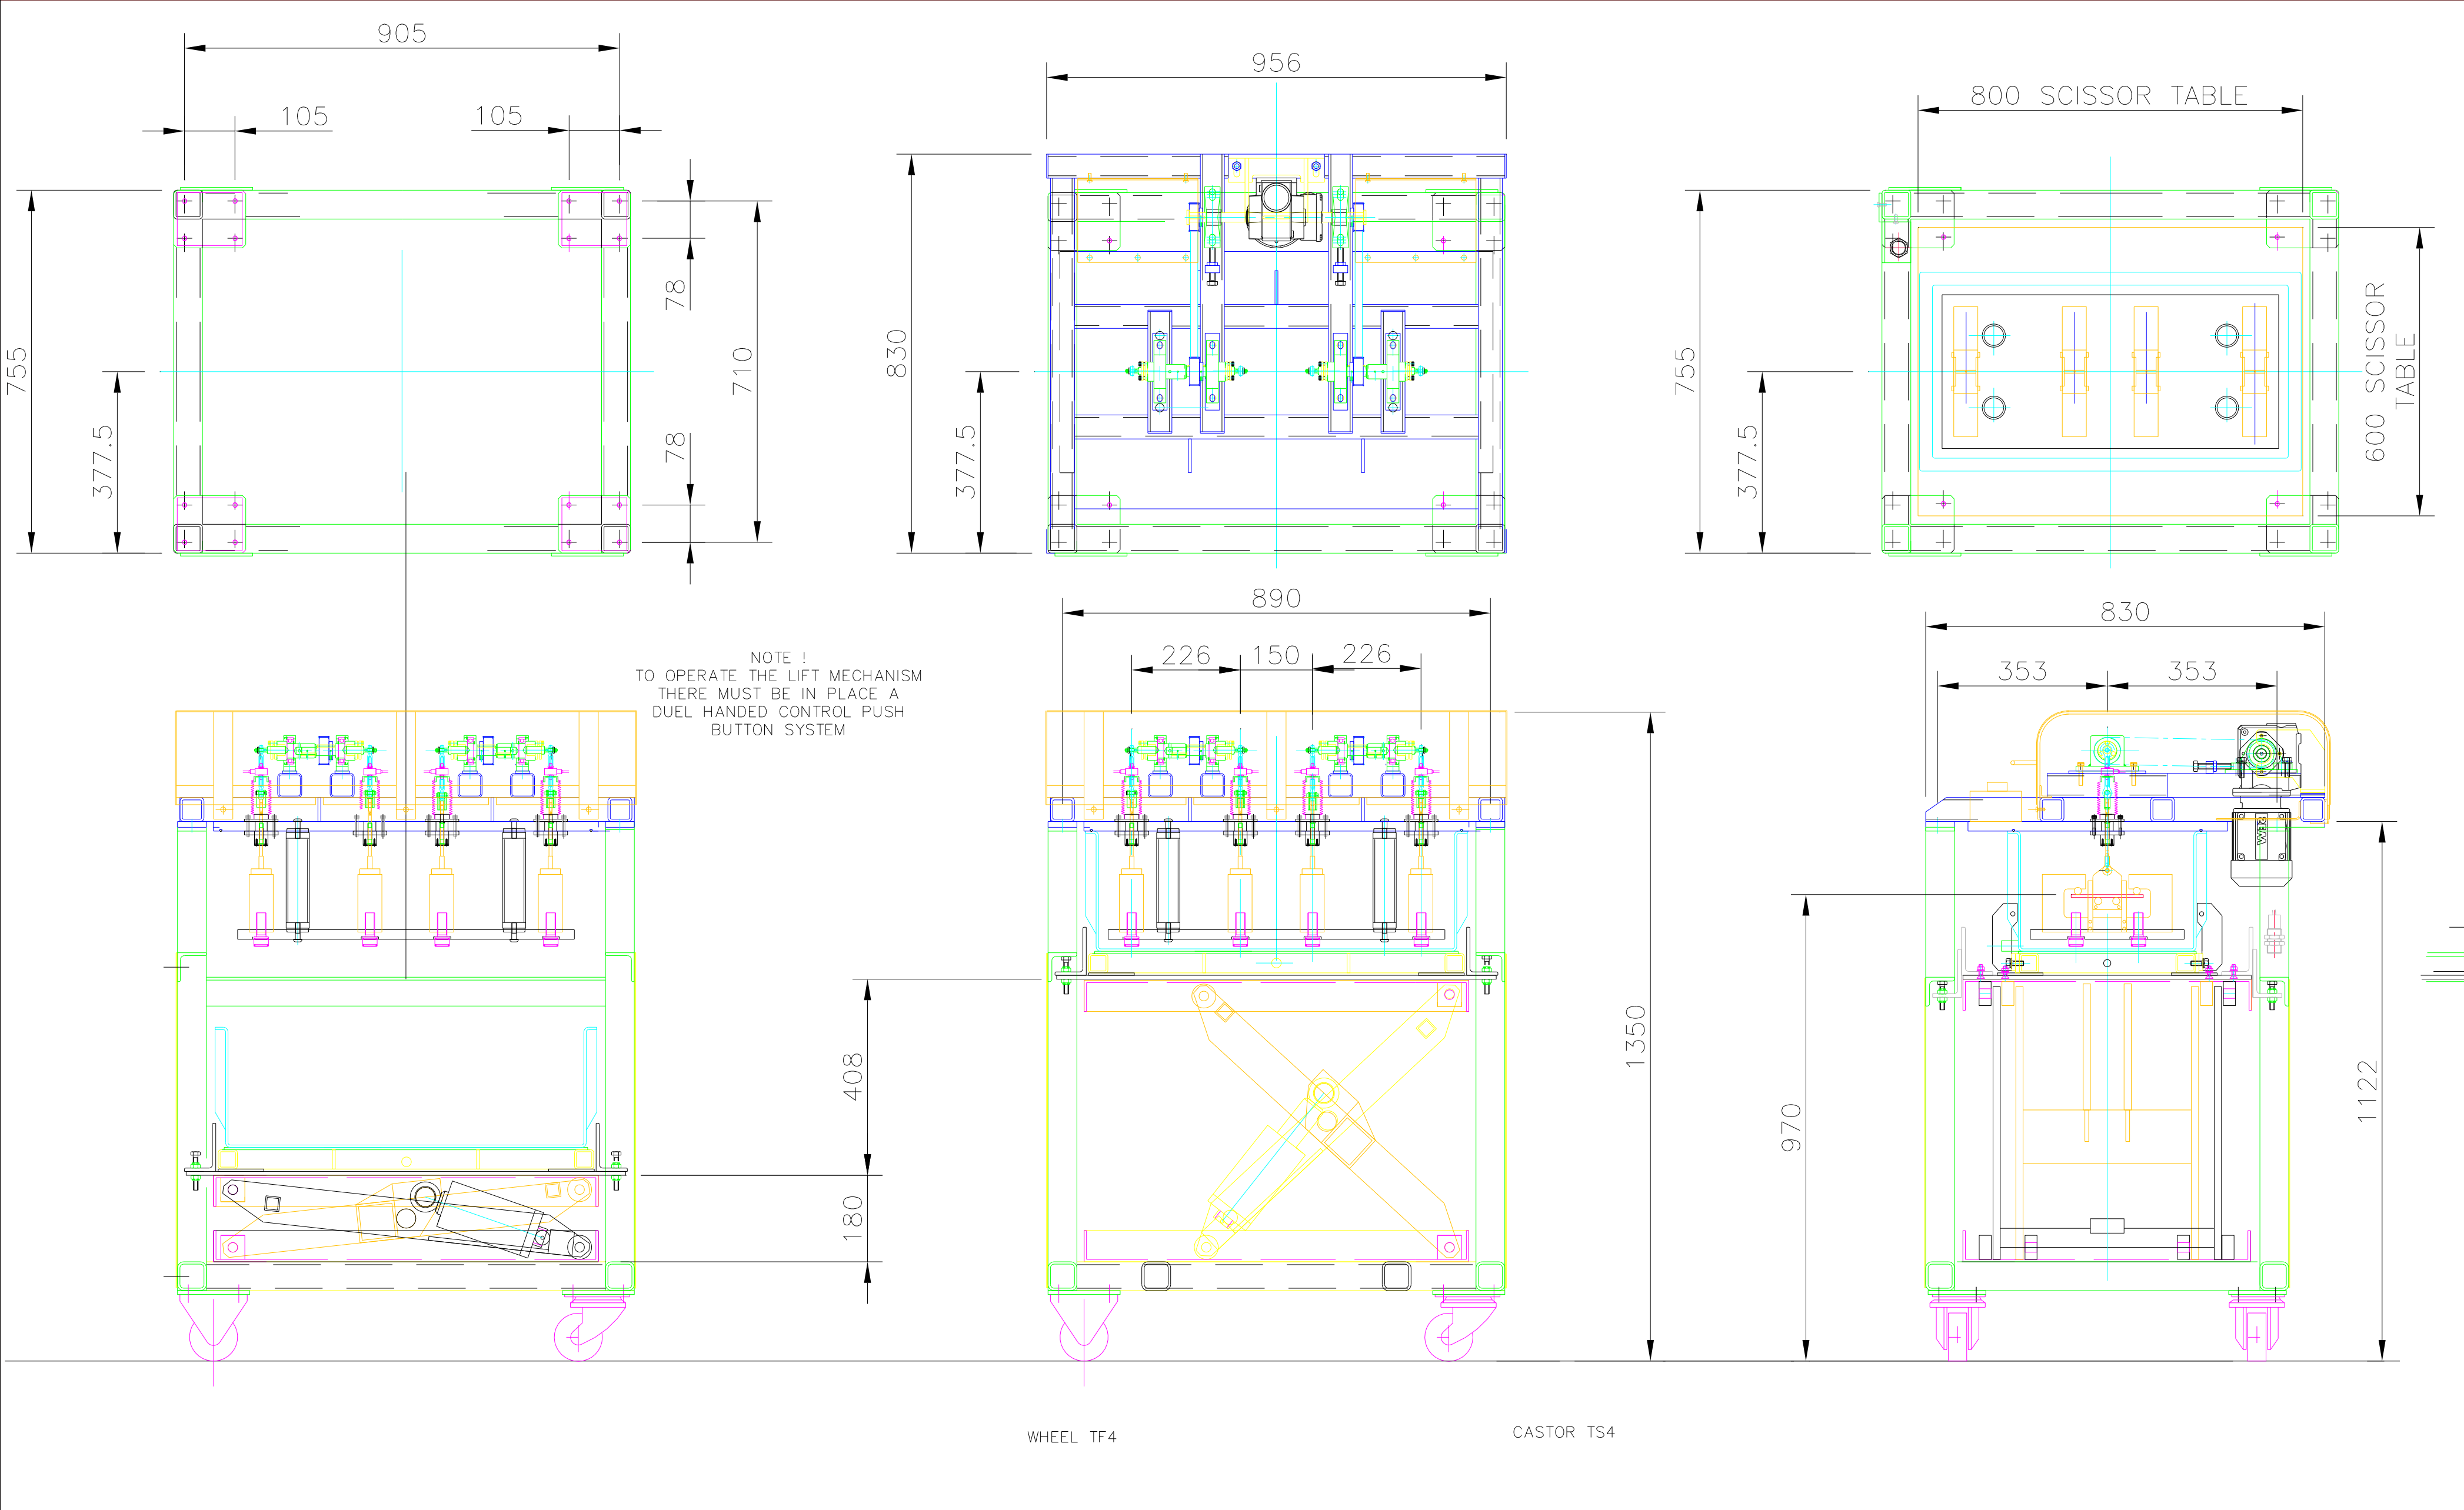 905
105
105
755
377.5
78
710
78
956
830
377.5
800 SCISSOR TABLE
755
377.5
600 SCISSOR
TABLE
NOTE !
TO OPERATE THE LIFT MECHANISM
THERE MUST BE IN PLACE A
DUEL HANDED CONTROL PUSH
BUTTON SYSTEM
408
180
890
226
150
226
1350
830
353
353
SEW
970
1122
WHEEL TF4
CASTOR TS4